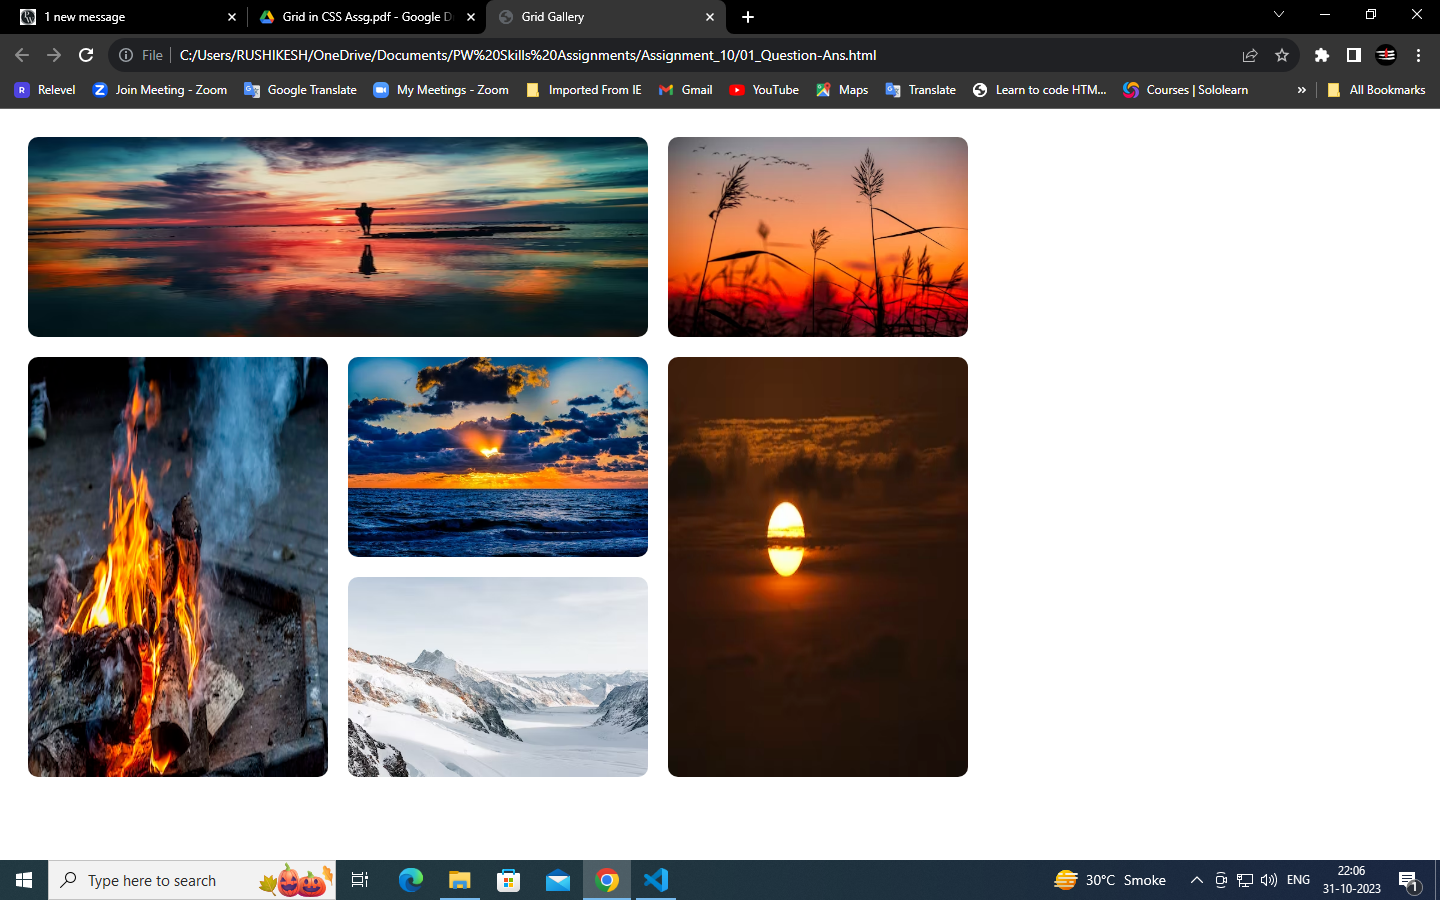 1 new message
Grid in CSS Assg.pdf - Google D
Grid Gallery
File C:/Users/RUSHIKESH/OneDrive/Documents/PW%20Skills%20Assignments/Assignment_10/01_Question-Ans.html
R Relevel Z Join Meeting - Zoom Google Translate My Meetings - Zoom Imported From IE Gmail YouTube Maps Translate Learn to code HTM... Courses | Sololearn » All Bookmarks
Type here to search
30°C Smoke
ENG
22:06
31-10-2023
1